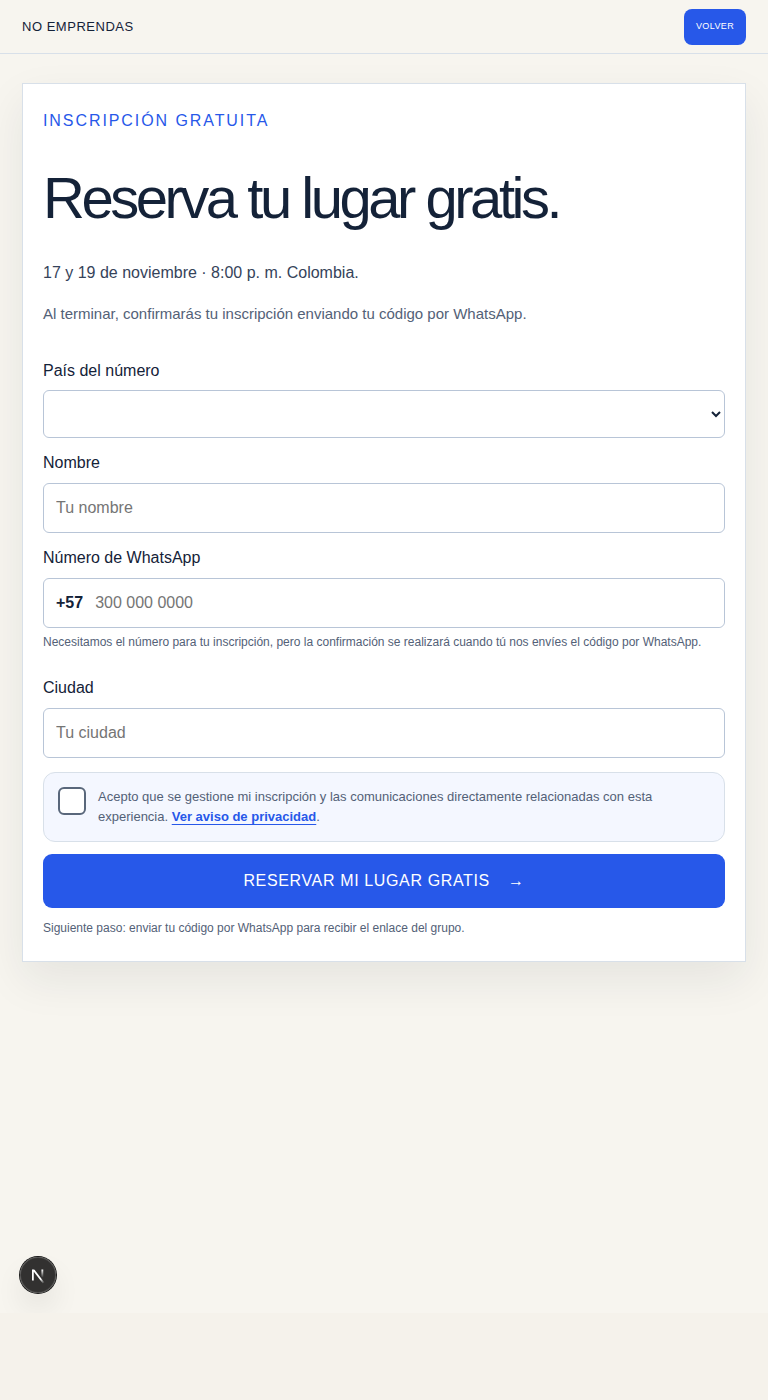 NO EMPRENDAS
VOLVER
INSCRIPCIÓN GRATUITA
Reserva tu lugar gratis.
17 y 19 de noviembre · 8:00 p. m. Colombia.
Al terminar, confirmarás tu inscripción enviando tu código por WhatsApp.
País del número
Nombre
Tu nombre
Número de WhatsApp
+57 300 000 0000
Necesitamos el número para tu inscripción, pero la confirmación se realizará cuando tú nos envíes el código por WhatsApp.
Ciudad
Tu ciudad
Acepto que se gestione mi inscripción y las comunicaciones directamente relacionadas con esta
experiencia. Ver aviso de privacidad.
RESERVAR MI LUGAR GRATIS →
Siguiente paso: enviar tu código por WhatsApp para recibir el enlace del grupo.
N